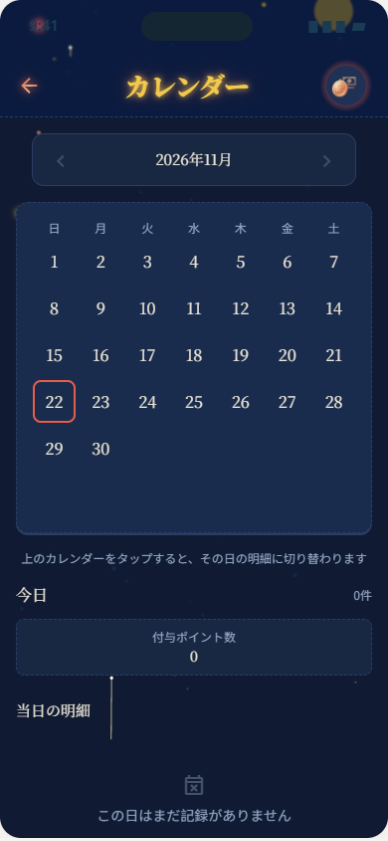 カレンダー
2026年11月
日 月 火 水 木 金 土
1 2 3 4 5 6 7
8 9 10 11 12 13 14
15 16 17 18 19 20 21
22 23 24 25 26 27 28
29 30
上のカレンダーをタップすると、その日の明細に切り替わります
今日 0件
付与ポイント数
0
当日の明細
この日はまだ記録がありません